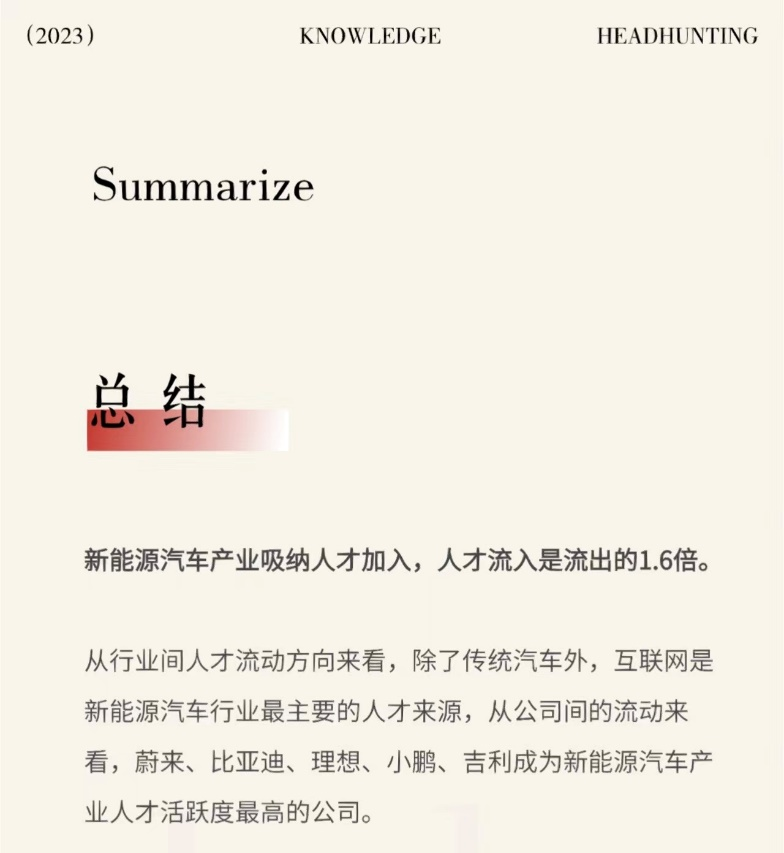 (2023)
KNOWLEDGE
HEADHUNTING
Summarize
总结
新能源汽车产业吸纳人才加入，人才流入是流出的1.6倍。
从行业间人才流动方向来看，除了传统汽车外，互联网是
新能源汽车行业最主要的人才来源，从公司间的流动来
看，蔚来、比亚迪、理想、小鹏、吉利成为新能源汽车产
业人才活跃度最高的公司。